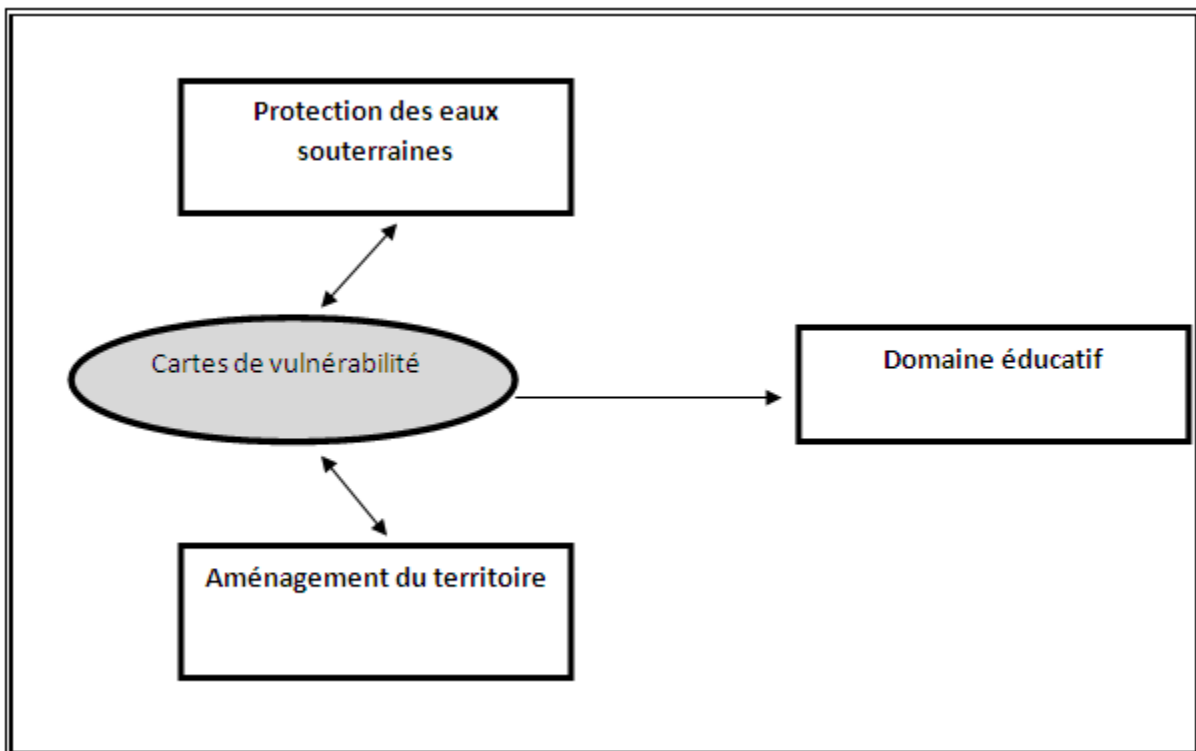 Protection des eaux
souterraines
Cartes de vulnérabilité
Domaine éducatif
Aménagement du territoire